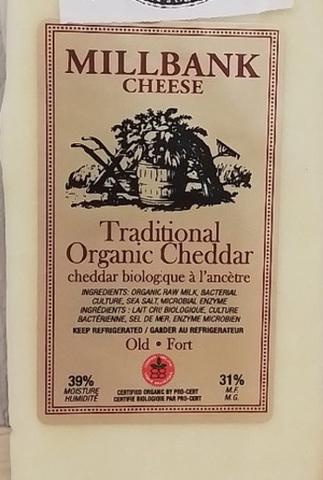 MILLBANK
CHEESE
Traditional
Organic Cheddar
cheddar biologique à l'ancètre
INGREDIENTS: ORGANIC RAW MILK, BACTERIAL
CULTURE, SEA SALT, MICROBIAL ENZYME
INGRÉDIENTS : LAIT CRU BIOLOGIQUE, CULTURE
BACTÉRIENNE, SEL DE MER, ENZYME MICROBIEN
KEEP REFRIGERATED / GARDER AU REFRIGERATEUR
Old • Fort
39%
MOISTURE
HUMIDITÉ
CERTIFIED ORGANIC BY PRO-CERT
CERTIFIE BIOLOGIQUE PAR PRO-CERT
31%
M.F.
M.G.